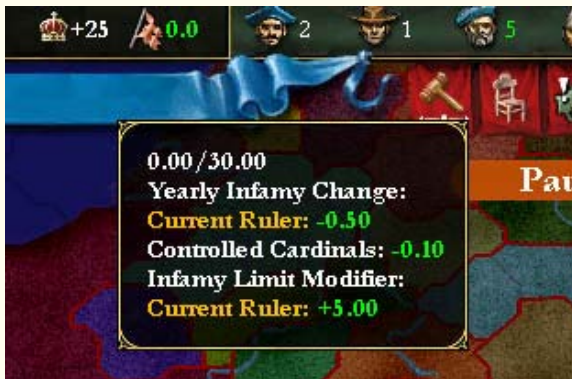 +25 0.0 2 1 5
0.00/30.00
Yearly Infamy Change:
Current Ruler: -0.50
Controlled Cardinals: -0.10
Infamy Limit Modifier:
Current Ruler: +5.00
Pau